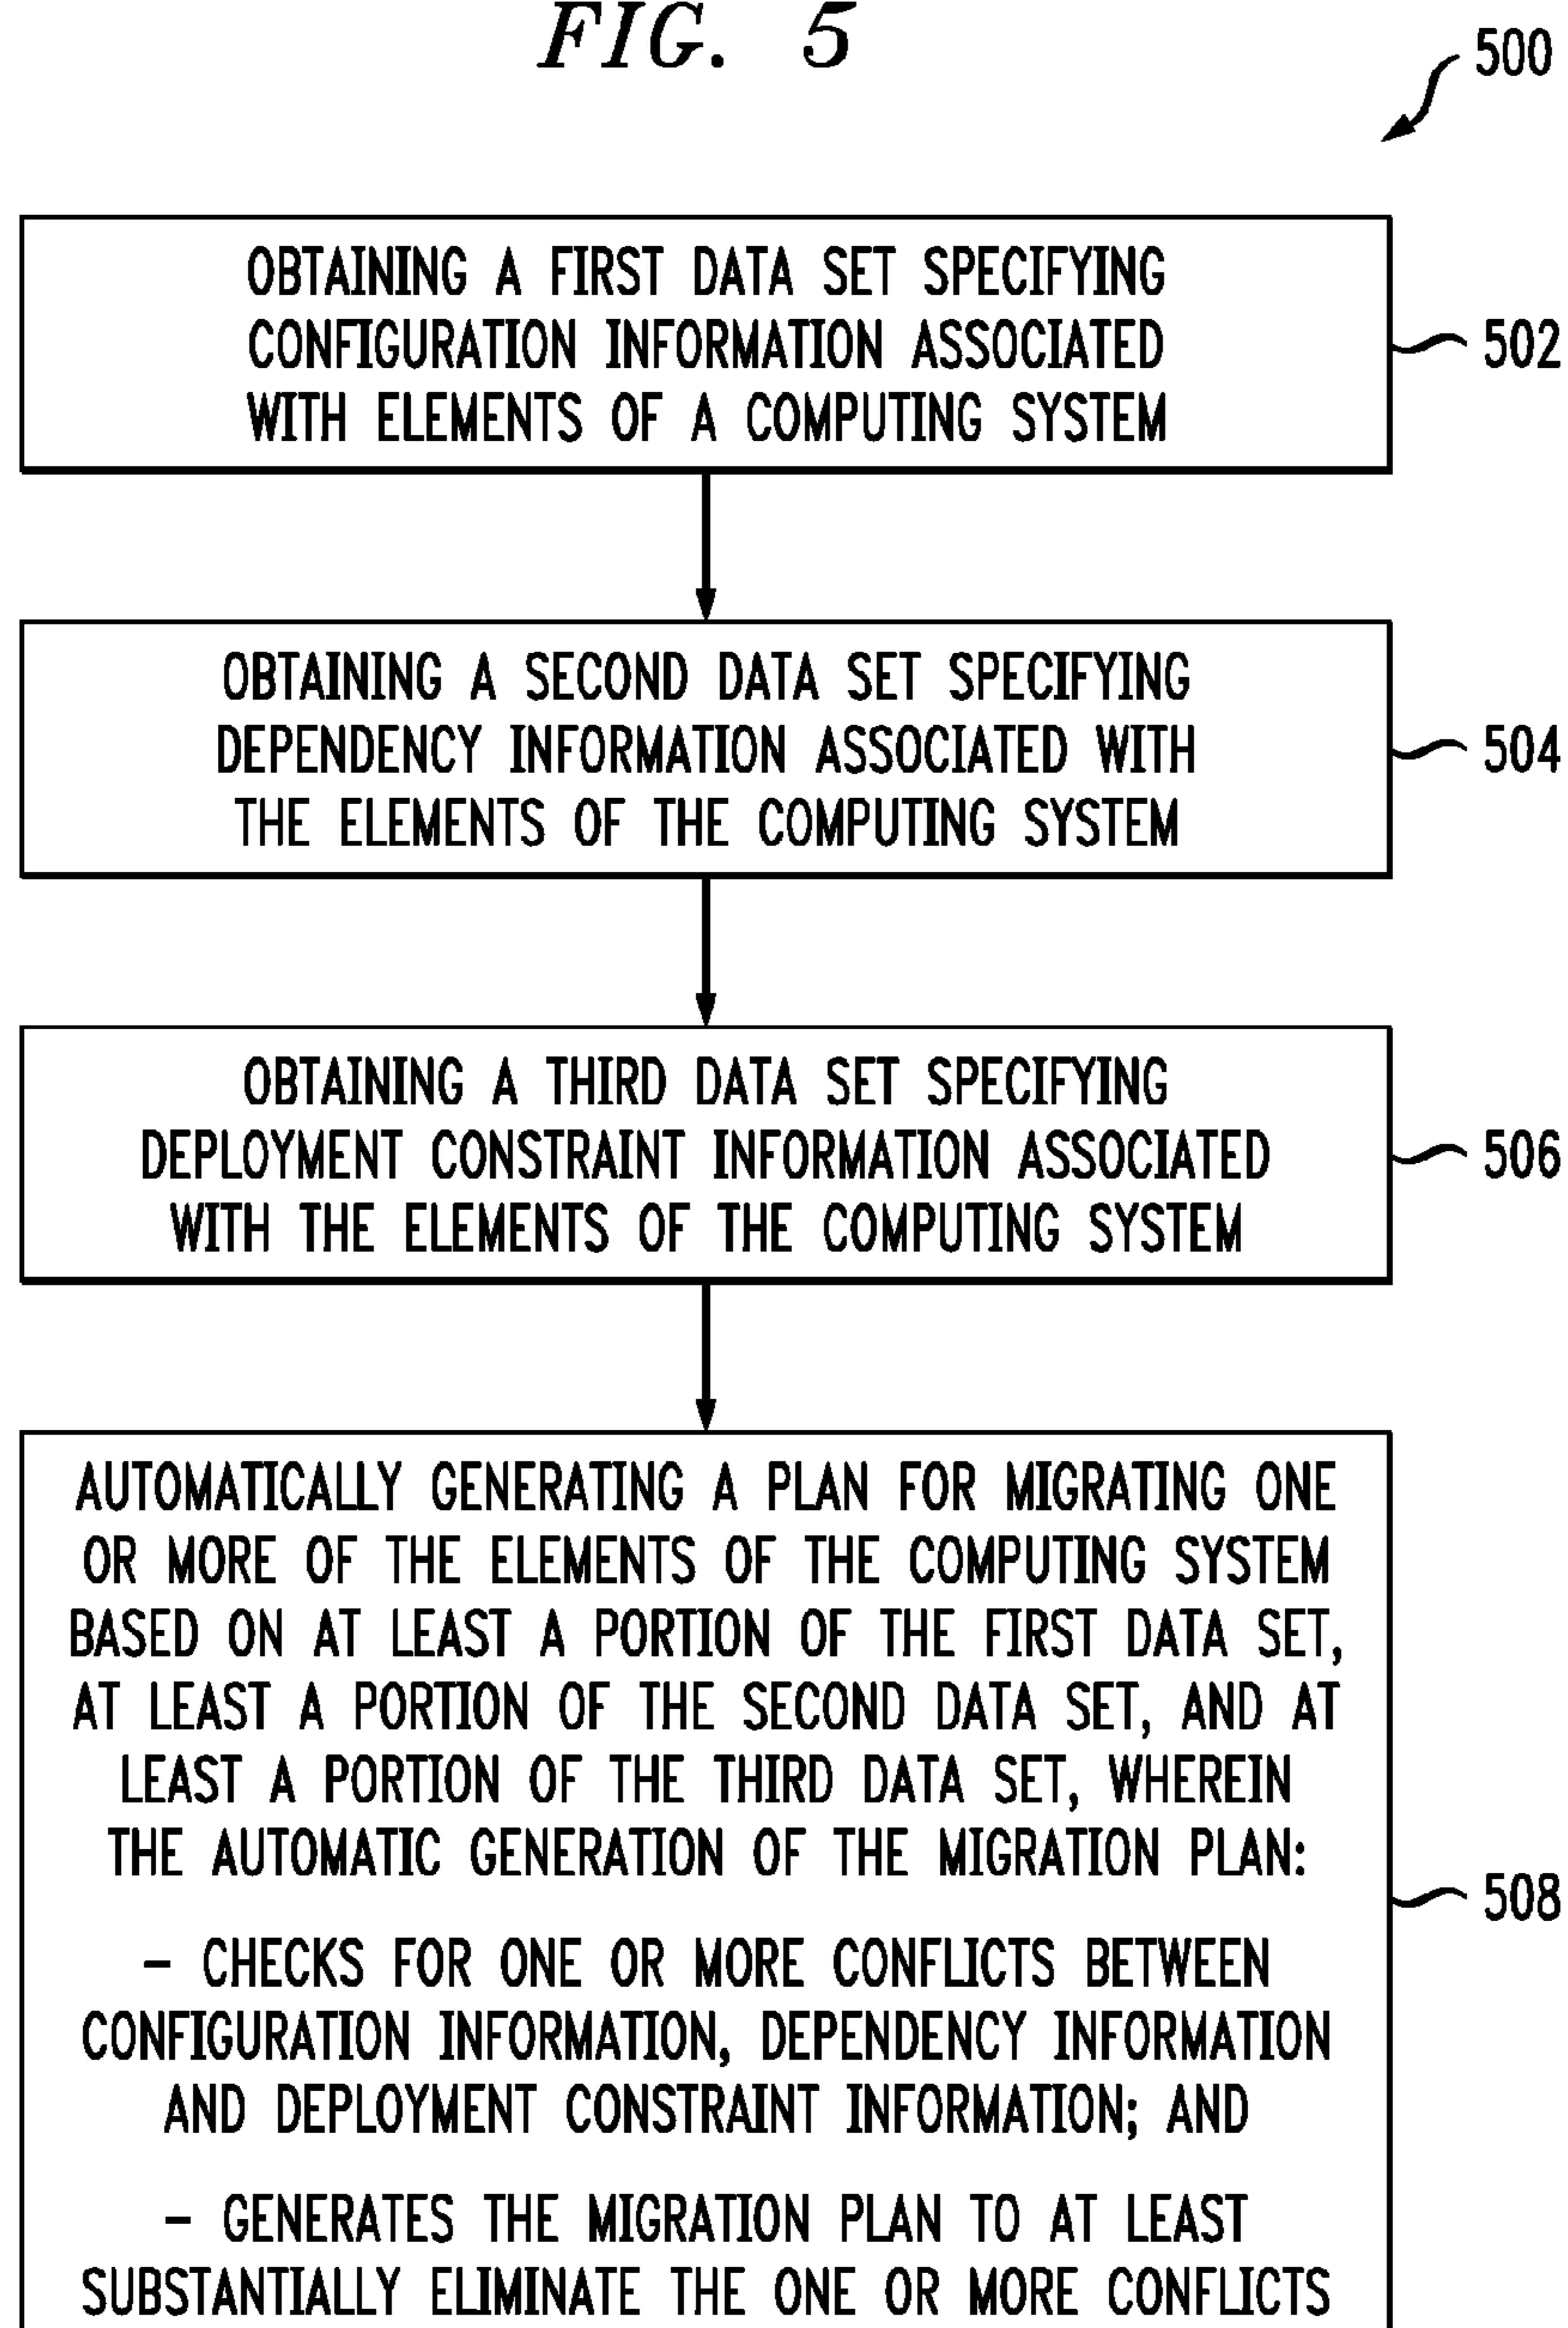 FIG. 5
500
OBTAINING A FIRST DATA SET SPECIFYING
CONFIGURATION INFORMATION ASSOCIATED
WITH ELEMENTS OF A COMPUTING SYSTEM
502
OBTAINING A SECOND DATA SET SPECIFYING
DEPENDENCY INFORMATION ASSOCIATED WITH
THE ELEMENTS OF THE COMPUTING SYSTEM
504
OBTAINING A THIRD DATA SET SPECIFYING
DEPLOYMENT CONSTRAINT INFORMATION ASSOCIATED
WITH THE ELEMENTS OF THE COMPUTING SYSTEM
506
AUTOMATICALLY GENERATING A PLAN FOR MIGRATING ONE
OR MORE OF THE ELEMENTS OF THE COMPUTING SYSTEM
BASED ON AT LEAST A PORTION OF THE FIRST DATA SET,
AT LEAST A PORTION OF THE SECOND DATA SET, AND AT
LEAST A PORTION OF THE THIRD DATA SET, WHEREIN
THE AUTOMATIC GENERATION OF THE MIGRATION PLAN:
- CHECKS FOR ONE OR MORE CONFLICTS BETWEEN
CONFIGURATION INFORMATION, DEPENDENCY INFORMATION
AND DEPLOYMENT CONSTRAINT INFORMATION; AND
- GENERATES THE MIGRATION PLAN TO AT LEAST
SUBSTANTIALLY ELIMINATE THE ONE OR MORE CONFLICTS
508